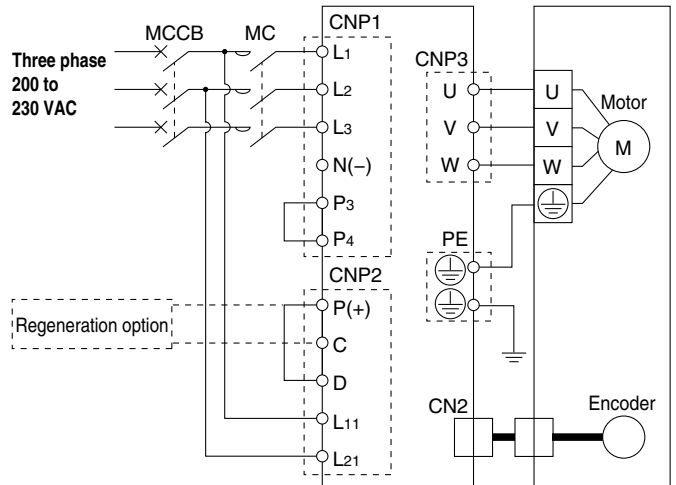 MCCB
MC
CNP1
Three phase
200 to
230 VAC
L1
L2
L3
N(−)
P3
P4
CNP2
Regeneration option
P(+)
C
D
L11
L21
CNP3
U
V
W
PE
CN2
U
V
W
Motor
M
Encoder